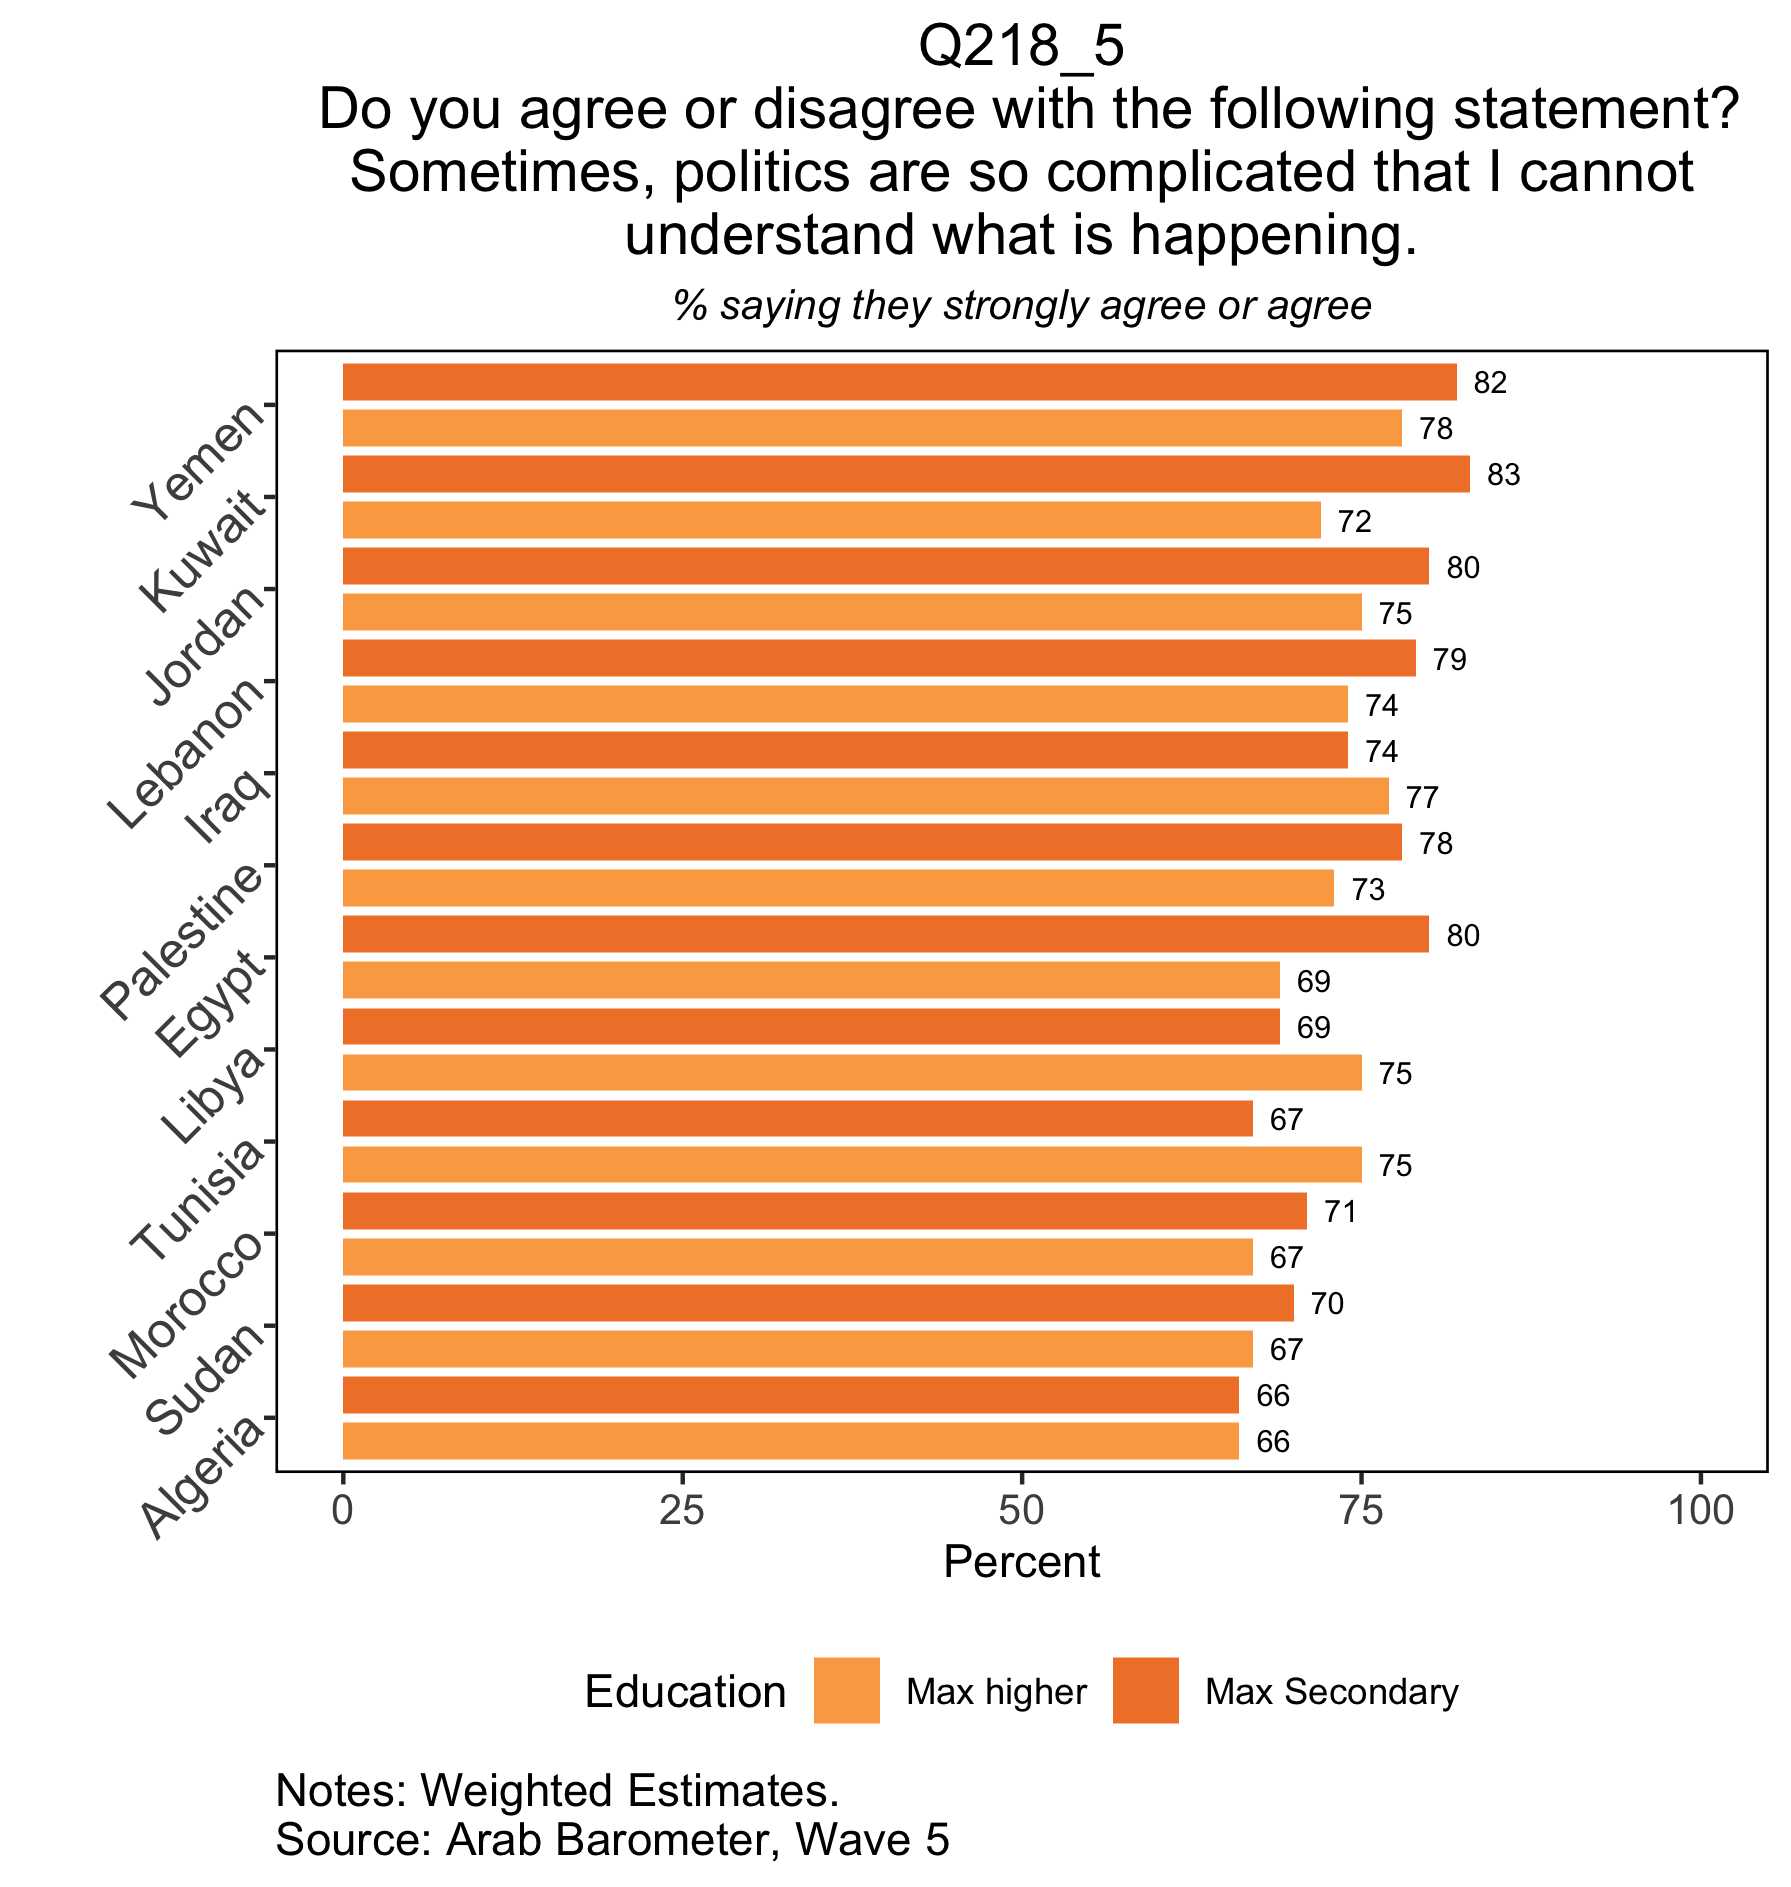 Q218_5
Do you agree or disagree with the following statement?
Sometimes, politics are so complicated that I cannot
understand what is happening.
% saying they strongly agree or agree
Yemen
82
78
Kuwait
83
72
Jordan
80
75
Lebanon
79
74
Iraq
74
77
Palestine
78
73
Egypt
80
69
Libya
69
75
Tunisia
67
75
Morocco
71
67
Sudan
70
67
Algeria
66
66
0 25 50 75 100
Percent
Education Max higher Max Secondary
Notes: Weighted Estimates.
Source: Arab Barometer, Wave 5